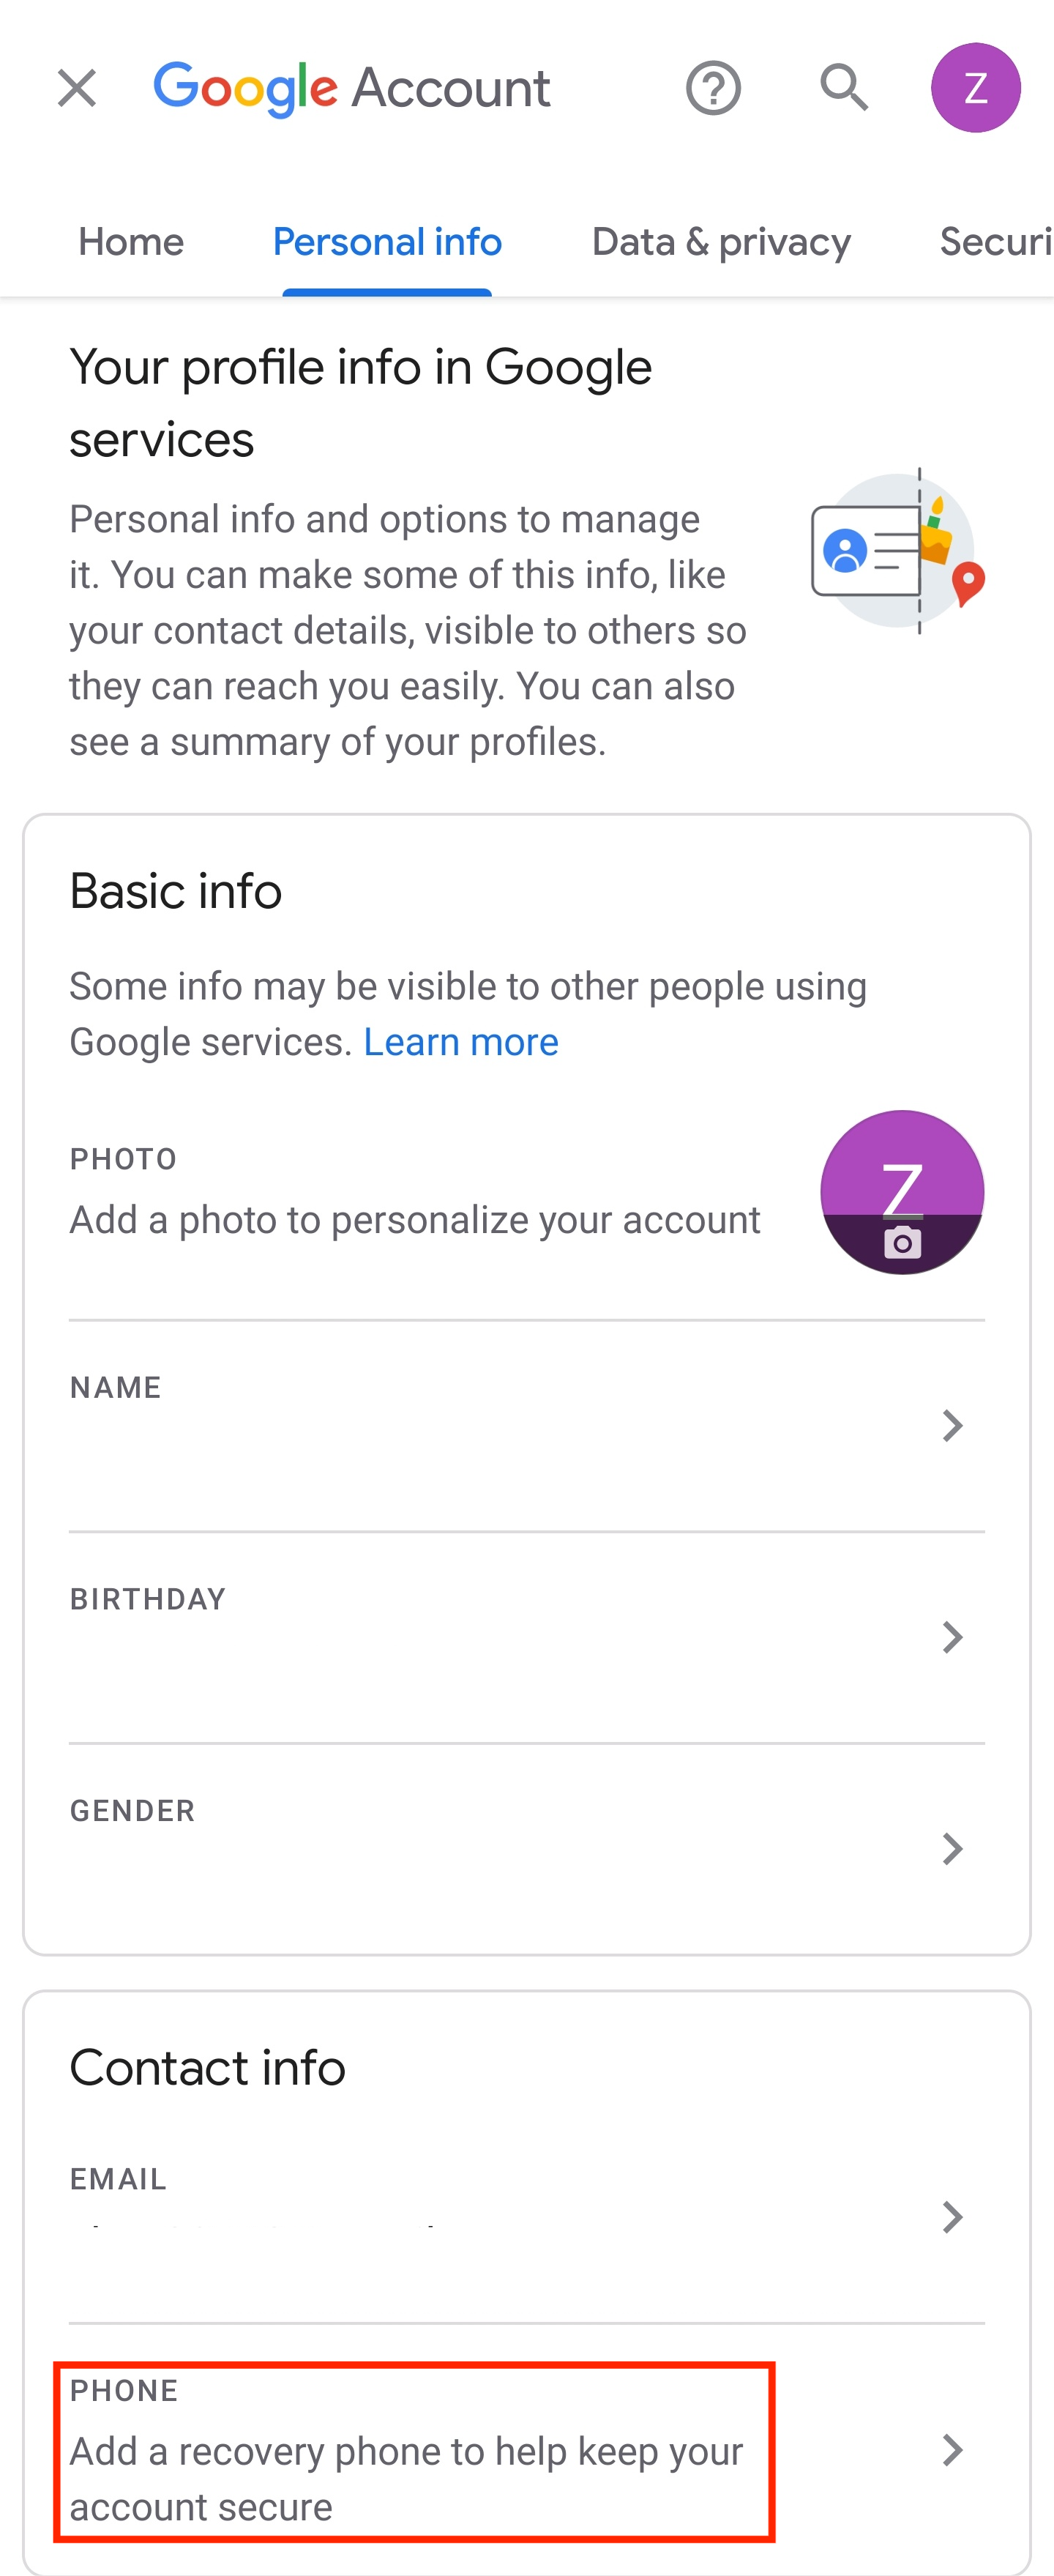 Google Account
Z
Home Personal info Data & privacy Securi
Your profile info in Google
services
Personal info and options to manage
it. You can make some of this info, like
your contact details, visible to others so
they can reach you easily. You can also
see a summary of your profiles.
Basic info
Some info may be visible to other people using
Google services. Learn more
PHOTO
Add a photo to personalize your account
Z
NAME
BIRTHDAY
GENDER
Contact info
EMAIL
PHONE
Add a recovery phone to help keep your
account secure